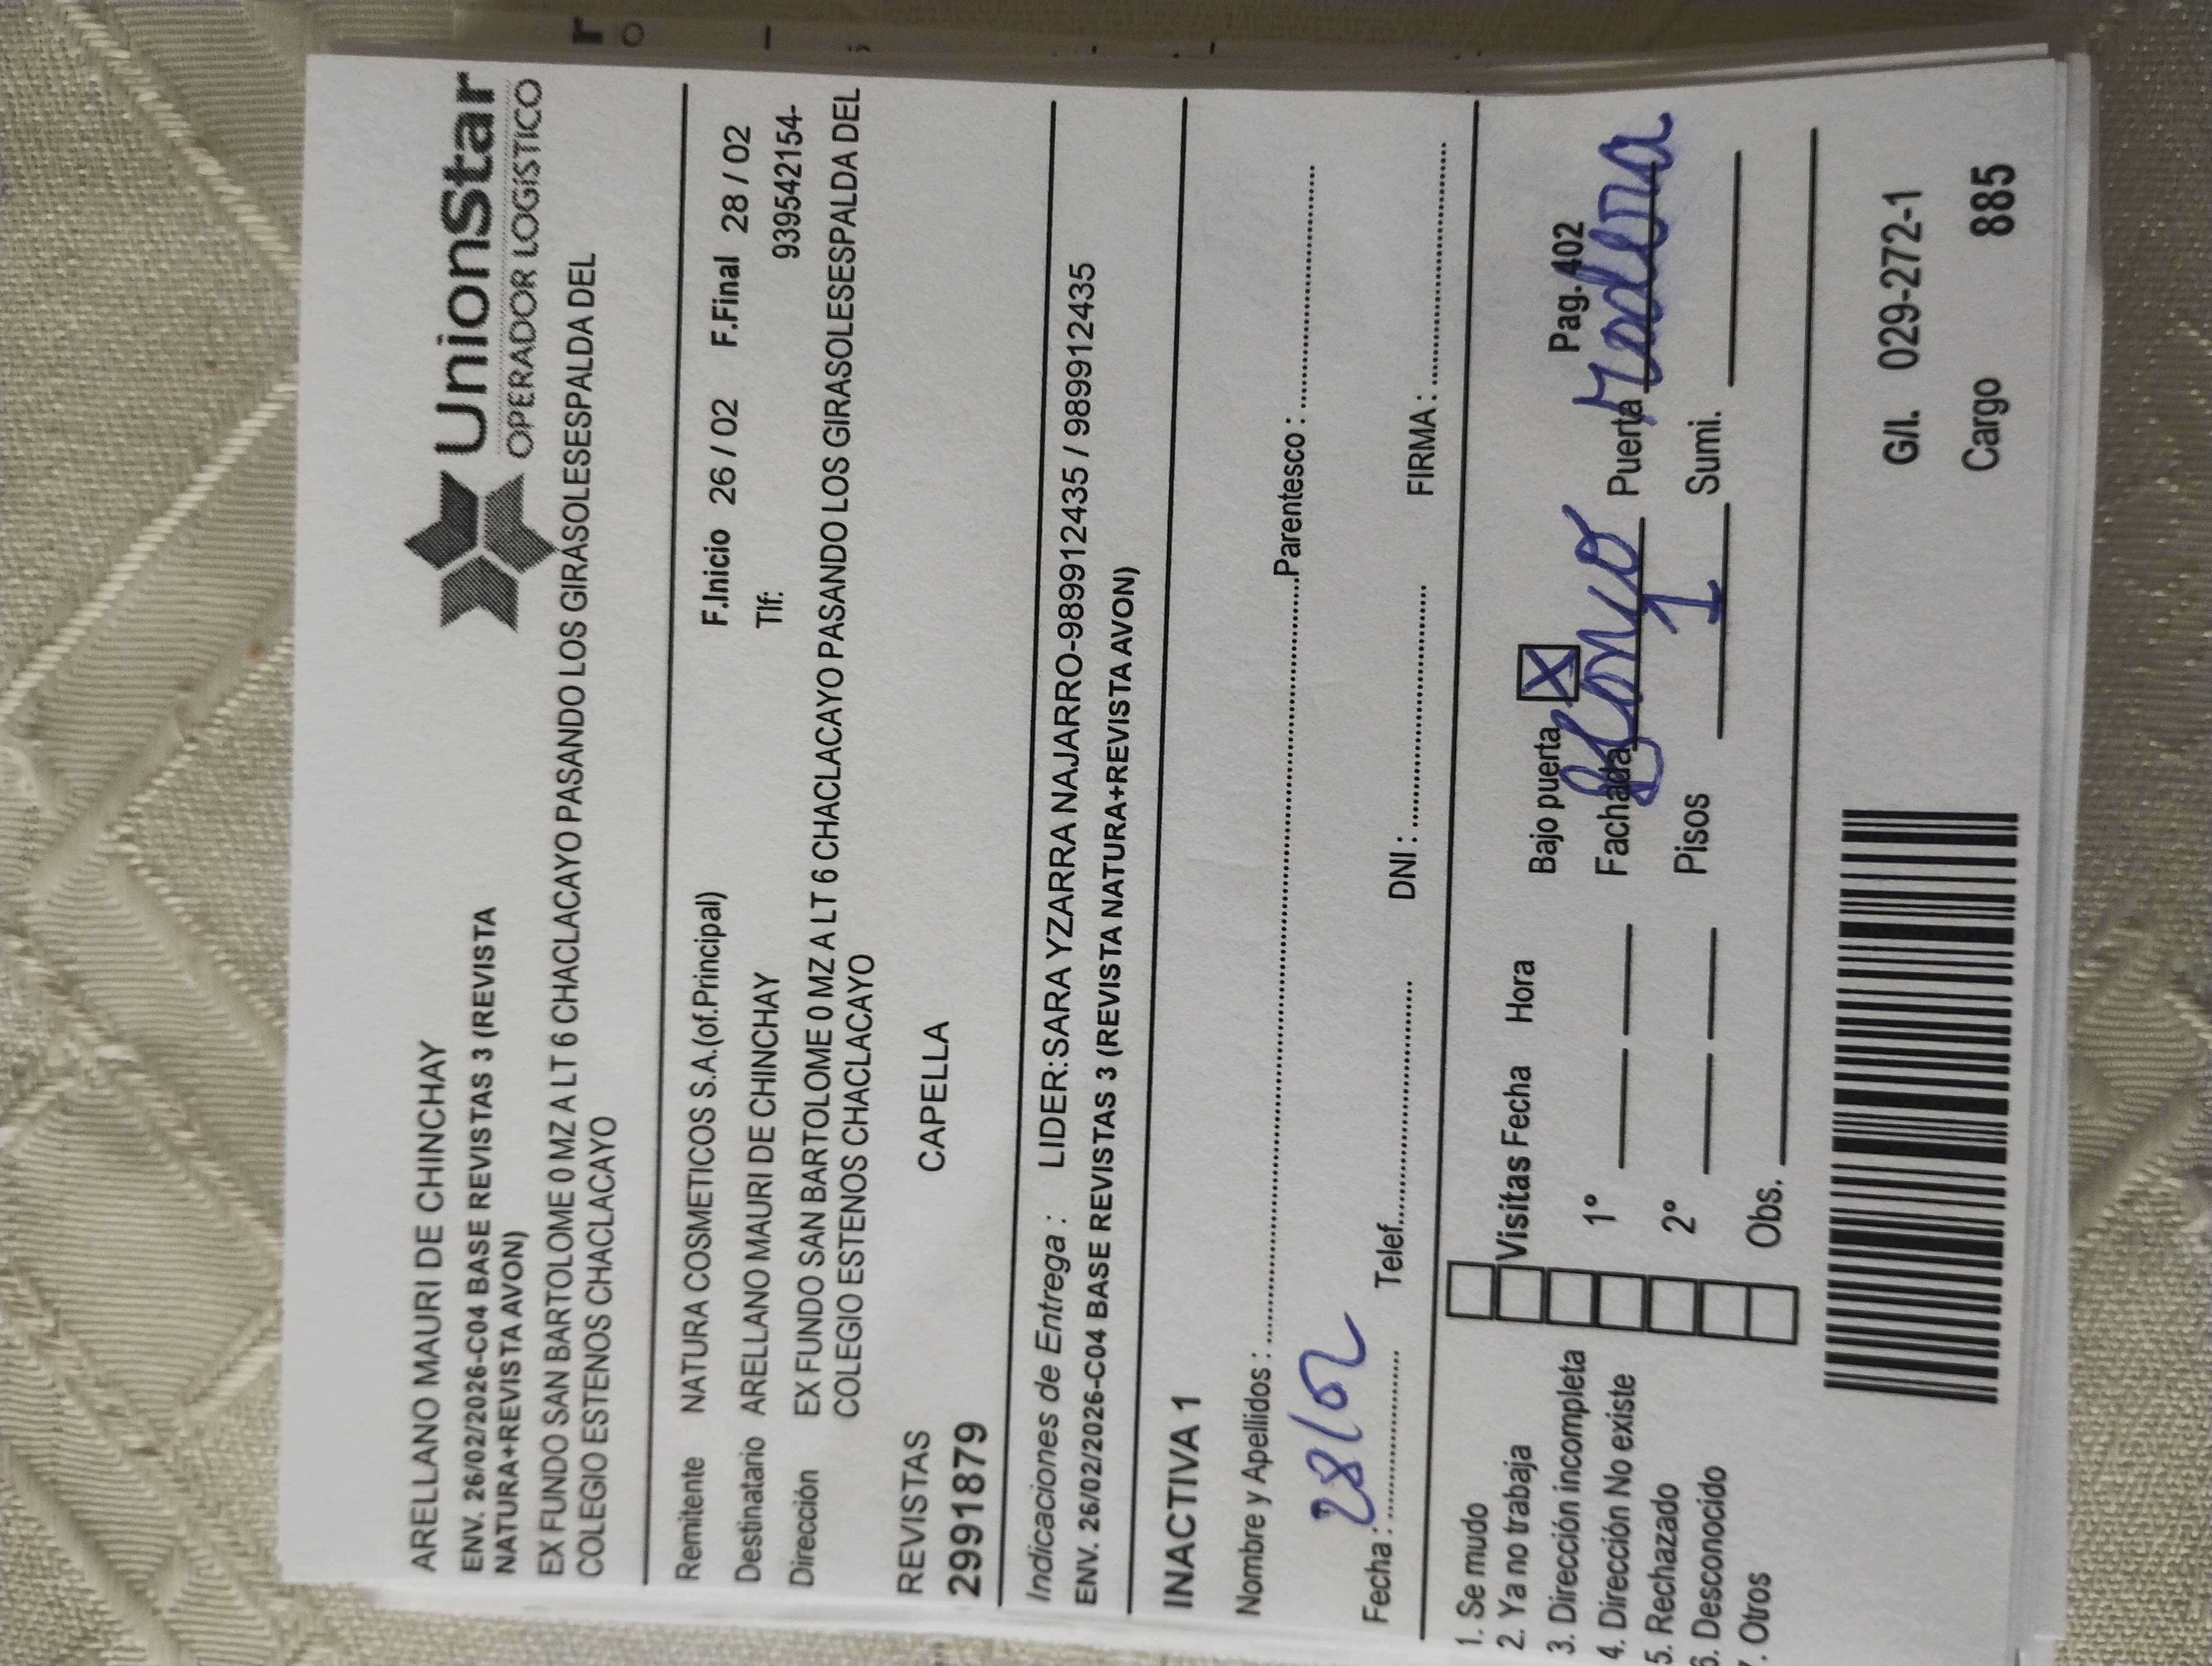 UnionStar
OPERADOR LOGíSTICO
ARELLANO MAURI DE CHINCHAY
ENV. 26/02/2026-C04 BASE REVISTAS 3 (REVISTA
NATURA+REVISTA AVON)
EX FUNDO SAN BARTOLOME 0 MZ A LT 6 CHACLACAYO PASANDO LOS GIRASOLESESPALDA DEL
COLEGIO ESTENOS CHACLACAYO
Remitente NATURA COSMETICOS S.A.(of.Principal) F.Inicio 26 / 02 F.Final 28 / 02
Destinatario ARELLANO MAURI DE CHINCHAY Tlf: 939542154-
Dirección EX FUNDO SAN BARTOLOME 0 MZ A LT 6 CHACLACAYO PASANDO LOS GIRASOLESESPALDA DEL
COLEGIO ESTENOS CHACLACAYO
REVISTAS CAPELLA
2991879
Indicaciones de Entrega : LIDER:SARA YZARRA NAJARRO-989912435 / 989912435
ENV. 26/02/2026-C04 BASE REVISTAS 3 (REVISTA NATURA+REVISTA AVON)
INACTIVA 1
Nombre y Apellidos : Parentesco :
Fecha : 28/02 Telef. DNI : FIRMA :
1. Se mudo
2. Ya no trabaja
3. Dirección incompleta
4. Dirección No existe
5. Rechazado
6. Desconocido
7. Otros
Visitas Fecha Hora Bajo puerta X Pag. 402
1º Fachada Puerta
2º Pisos 1 Sumi.
Obs.
G/l. 029-272-1
Cargo 885